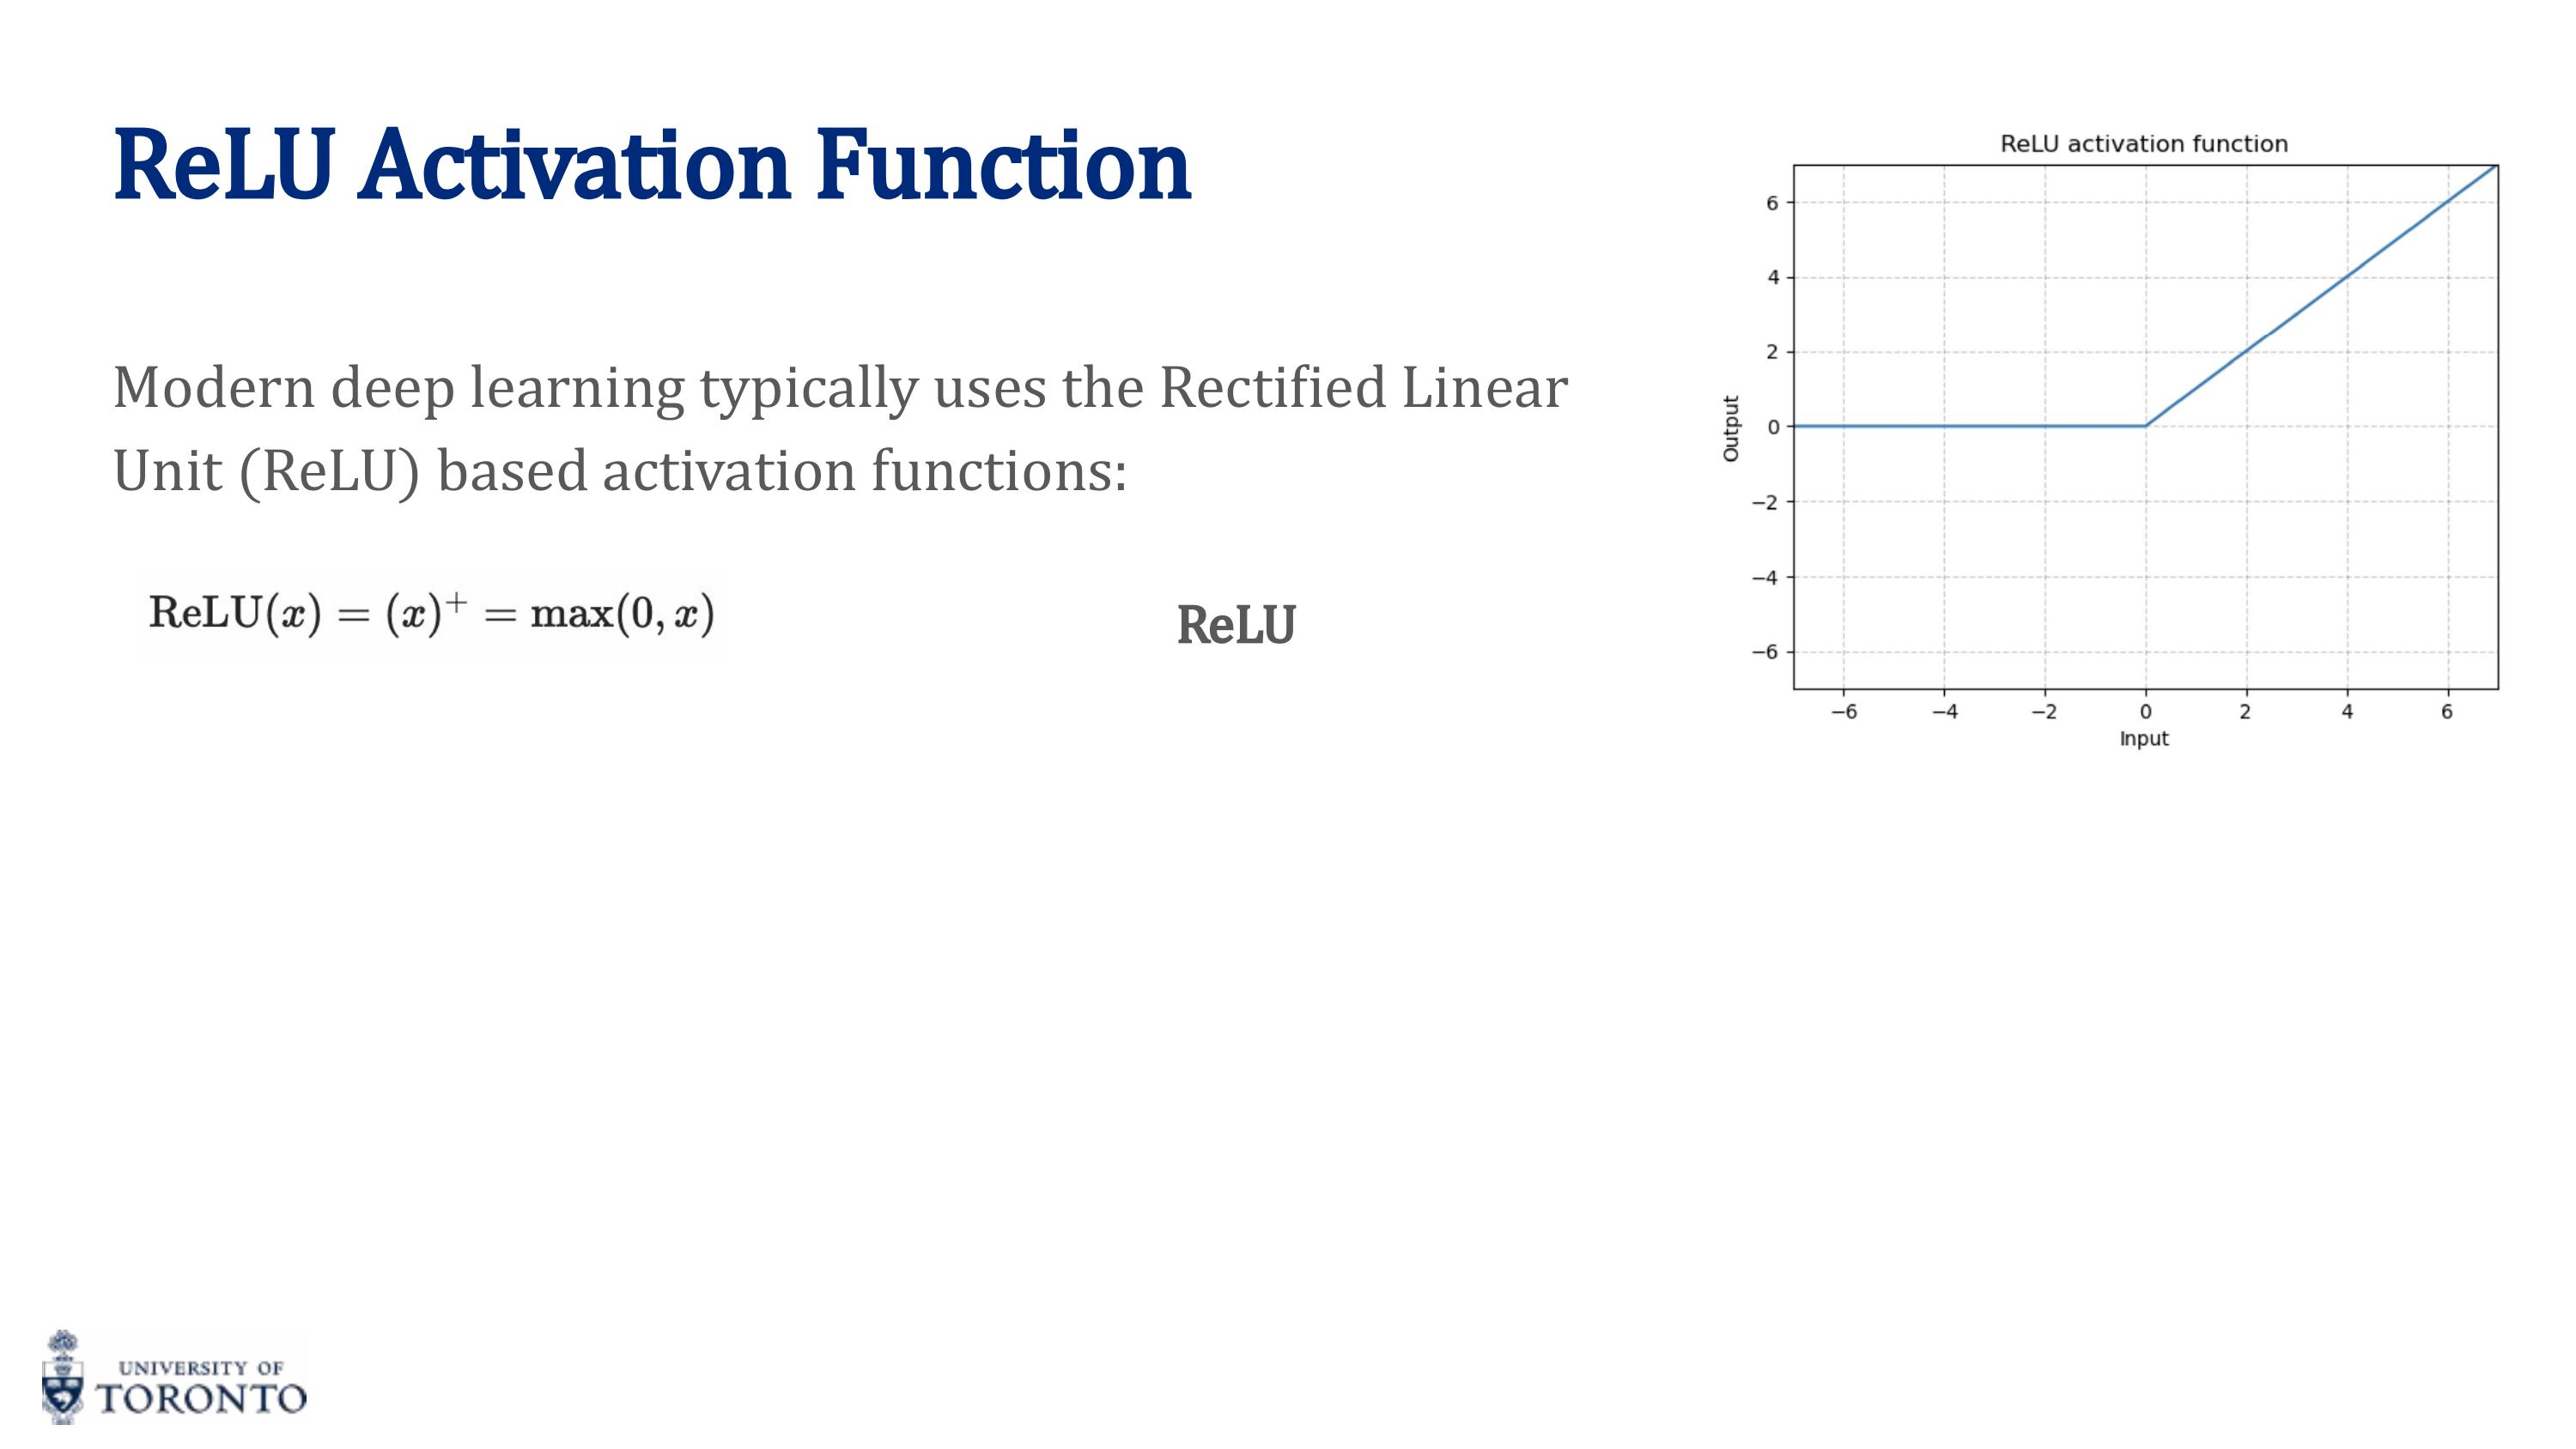 ReLU Activation Function
Modern deep learning typically uses the Rectified Linear
Unit (ReLU) based activation functions:
ReLU(x) = (x)⁺ = max(0, x)
ReLU
ReLU activation function
6
4
2
0
−2
−4
−6
Output
−6 −4 −2 0 2 4 6
Input
UNIVERSITY OF
TORONTO